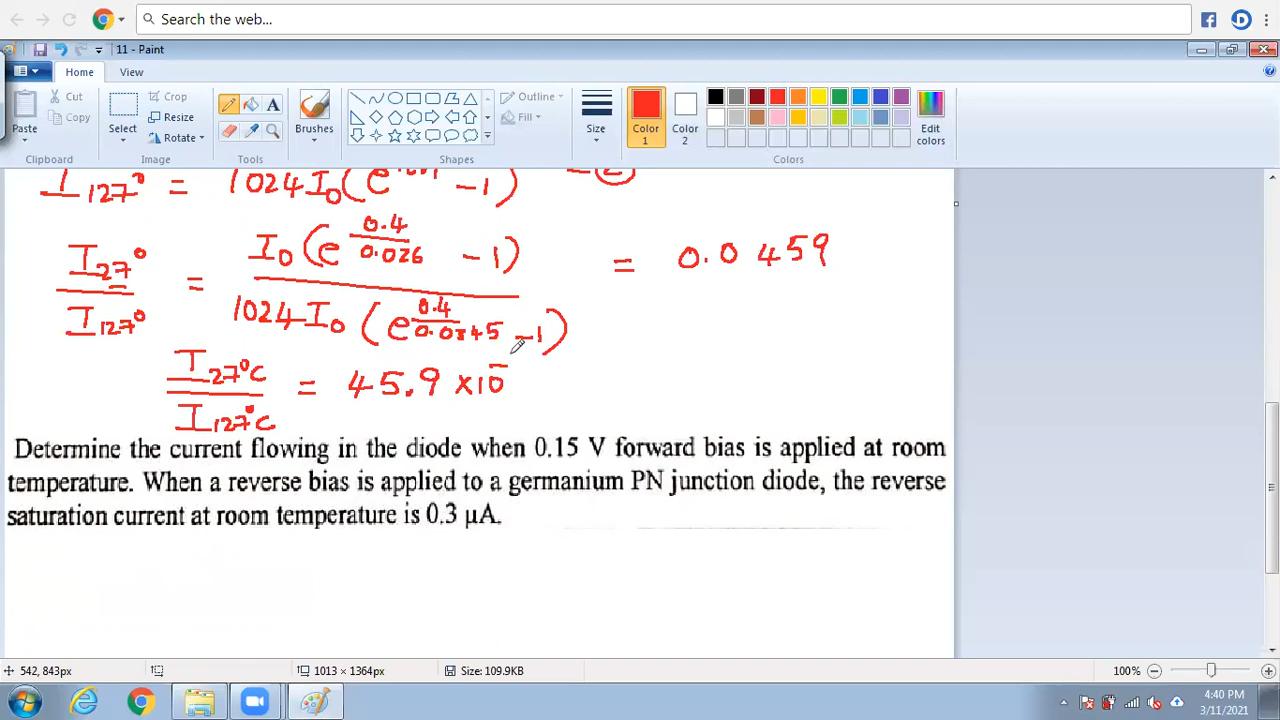 Search the web...
11 - Paint
Home View
Paste
Cut
Copy
Clipboard
Select
Crop
Resize
Rotate
Image
Tools
Brushes
Outline
Fill
Shapes
Size
Color 1
Color 2
Edit colors
Colors
I127° = 1024I0(e −1)
I27° / I127° = I0(e^(0.4/0.026) −1) / 1024I0(e^(0.4/0.0345) −1) = 0.0459
I27°C / I127°C = 45.9 ×10⁻
Determine the current flowing in the diode when 0.15 V forward bias is applied at room
temperature. When a reverse bias is applied to a germanium PN junction diode, the reverse
saturation current at room temperature is 0.3 μA.
542, 843px
1013 × 1364px
Size: 109.9KB
100%
4:40 PM
3/11/2021